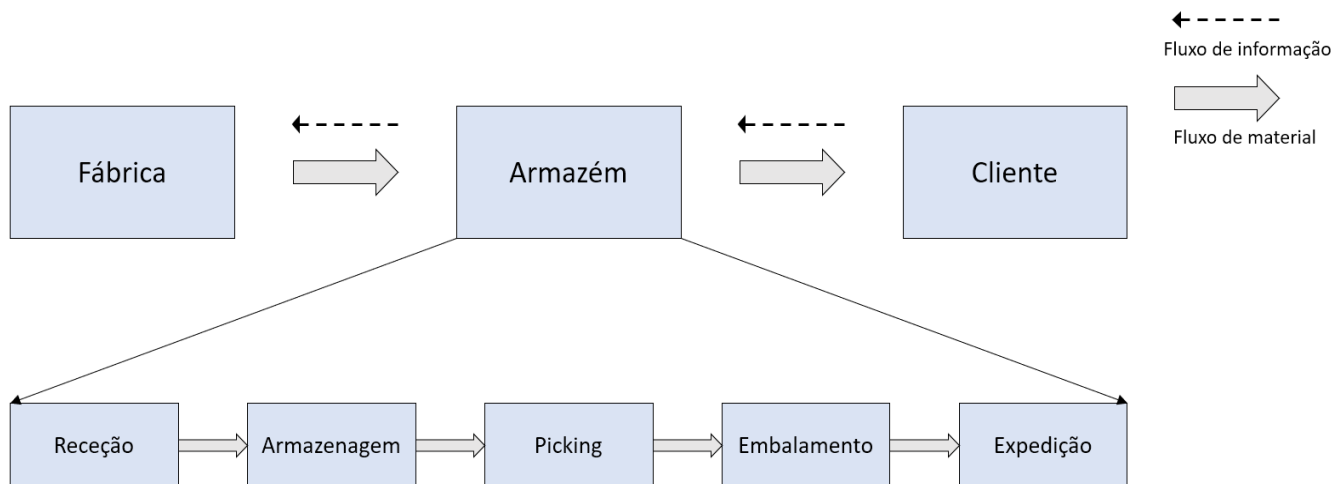 Fluxo de informação
Fluxo de material
Fábrica
Armazém
Cliente
Receção
Armazenagem
Picking
Embalamento
Expedição